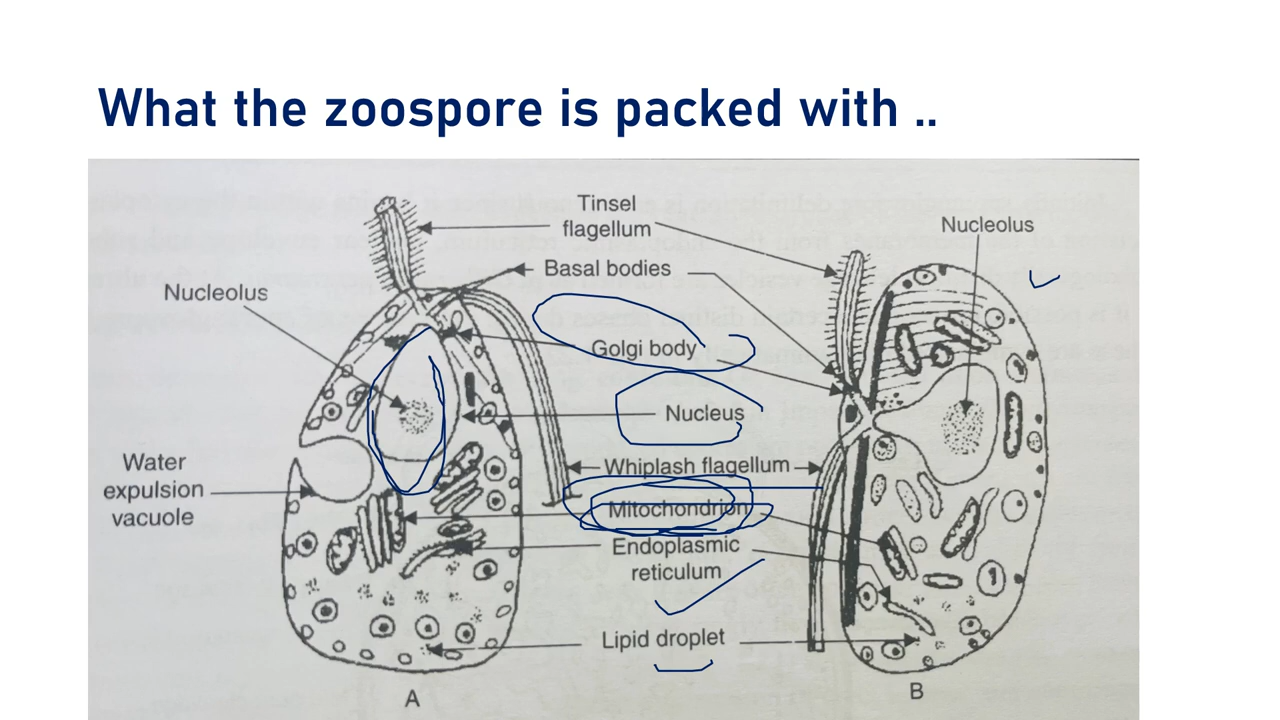 What the zoospore is packed with ..
Tinsel
flagellum
Nucleolus
Basal bodies
Nucleolus
Golgi body
Nucleus
Water
expulsion
vacuole
Whiplash flagellum
Mitochondrion
Endoplasmic
reticulum
Lipid droplet
A
B